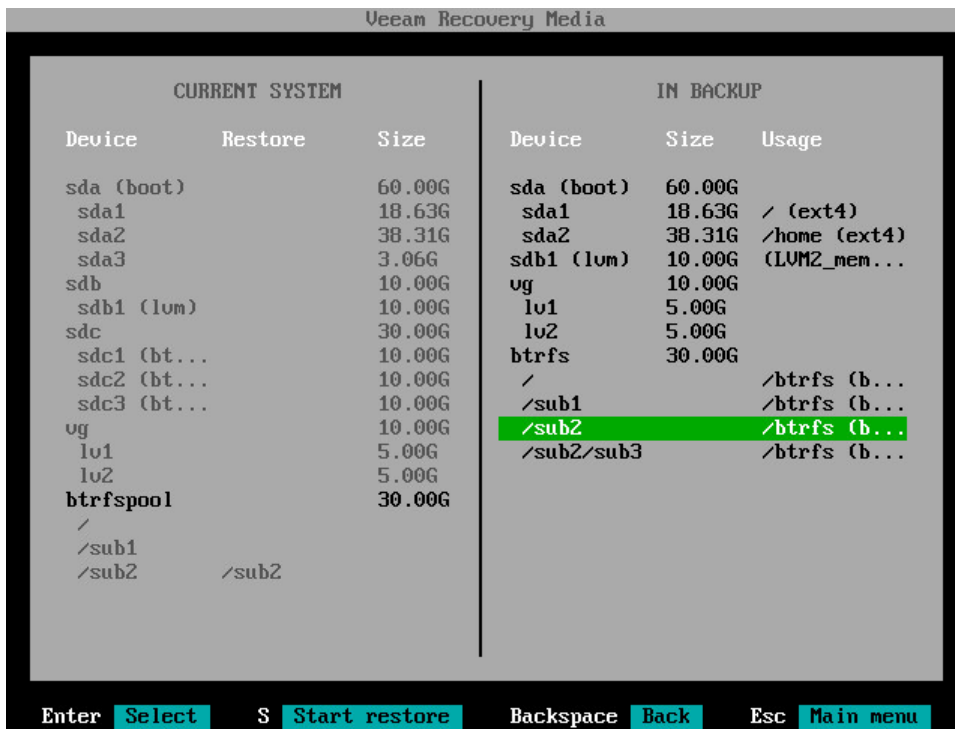 Veeam Recovery Media
CURRENT SYSTEM
Device Restore Size
sda (boot) 60.00G
sda1 18.63G
sda2 38.31G
sda3 3.06G
sdb 10.00G
sdb1 (lvm) 10.00G
sdc 30.00G
sdc1 (bt... 10.00G
sdc2 (bt... 10.00G
sdc3 (bt... 10.00G
vg 10.00G
lv1 5.00G
lv2 5.00G
btrfspool 30.00G
/
/sub1
/sub2 /sub2
IN BACKUP
Device Size Usage
sda (boot) 60.00G
sda1 18.63G / (ext4)
sda2 38.31G /home (ext4)
sdb1 (lvm) 10.00G (LVM2_mem...
vg 10.00G
lv1 5.00G
lv2 5.00G
btrfs 30.00G
/ /btrfs (b...
/sub1 /btrfs (b...
/sub2 /btrfs (b...
/sub2/sub3 /btrfs (b...
Enter Select S Start restore Backspace Back Esc Main menu